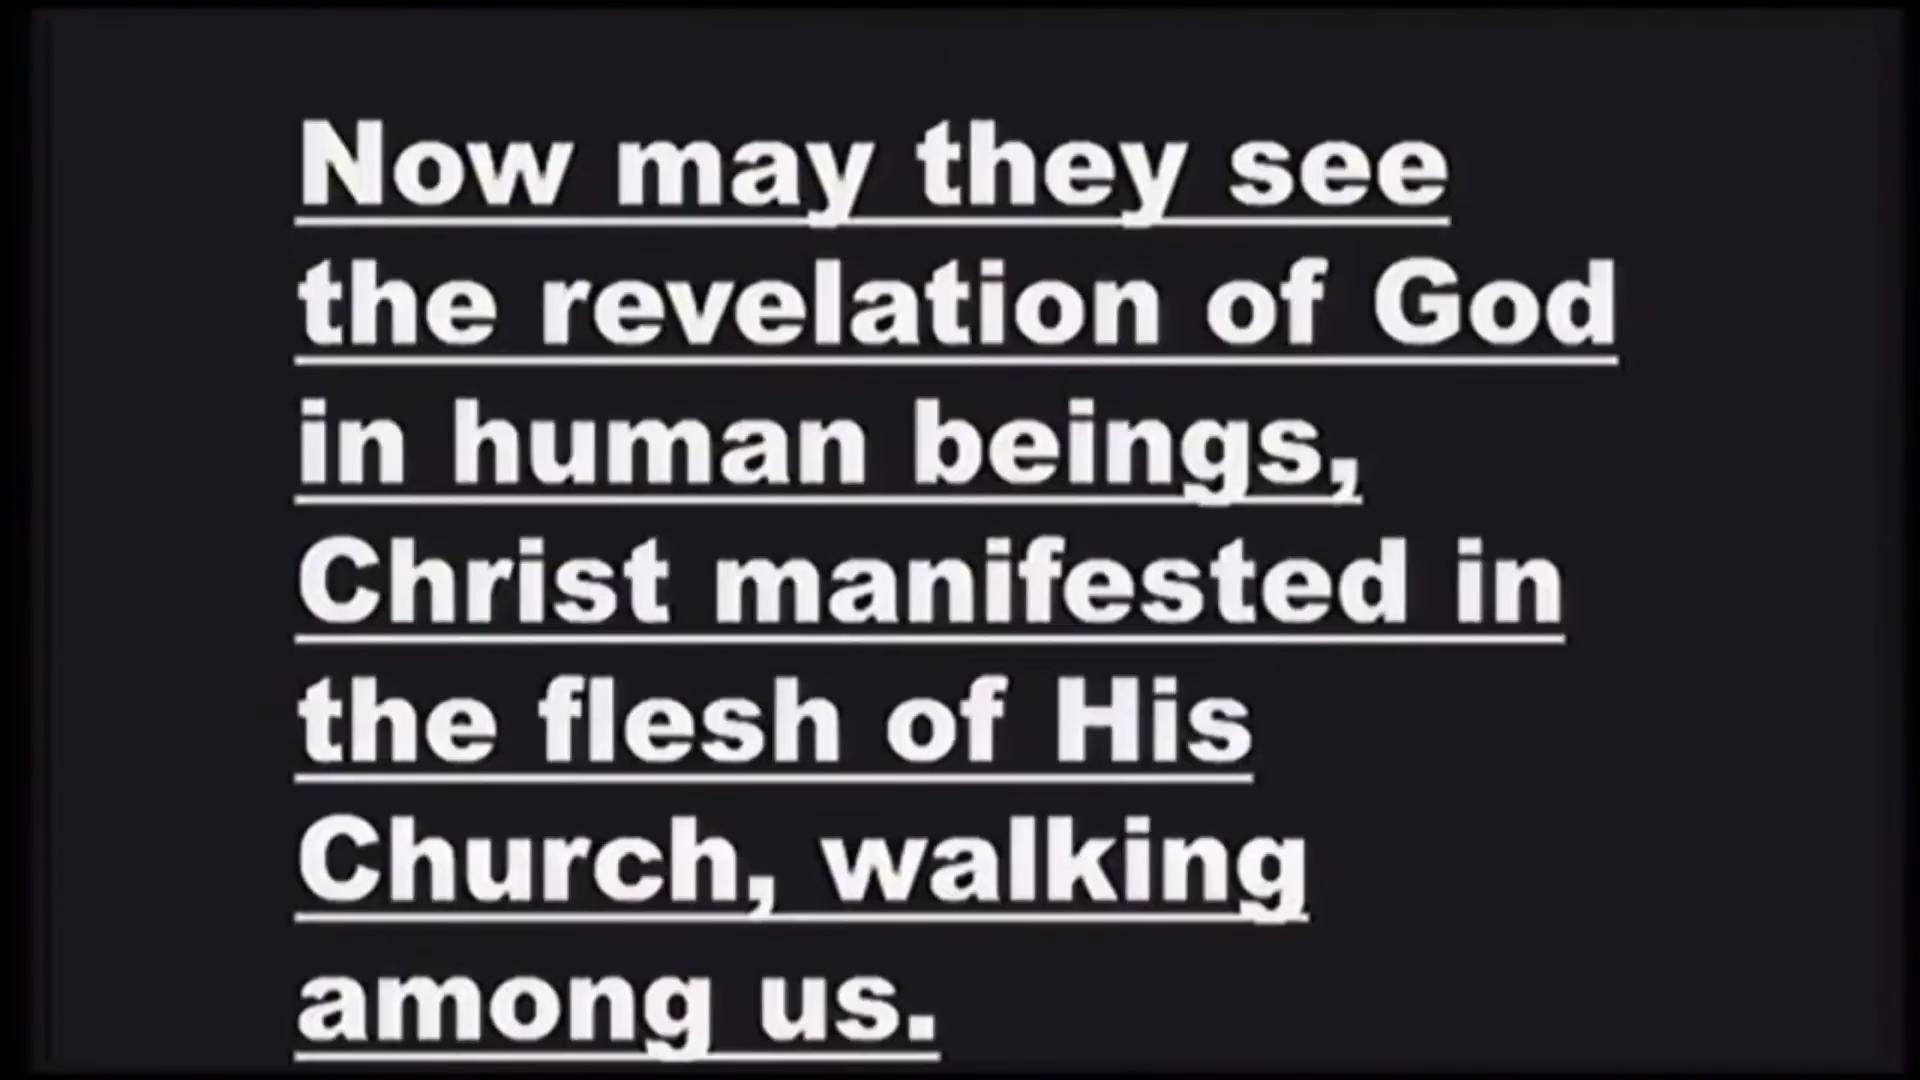 Now may they see
the revelation of God
in human beings,
Christ manifested in
the flesh of His
Church, walking
among us.